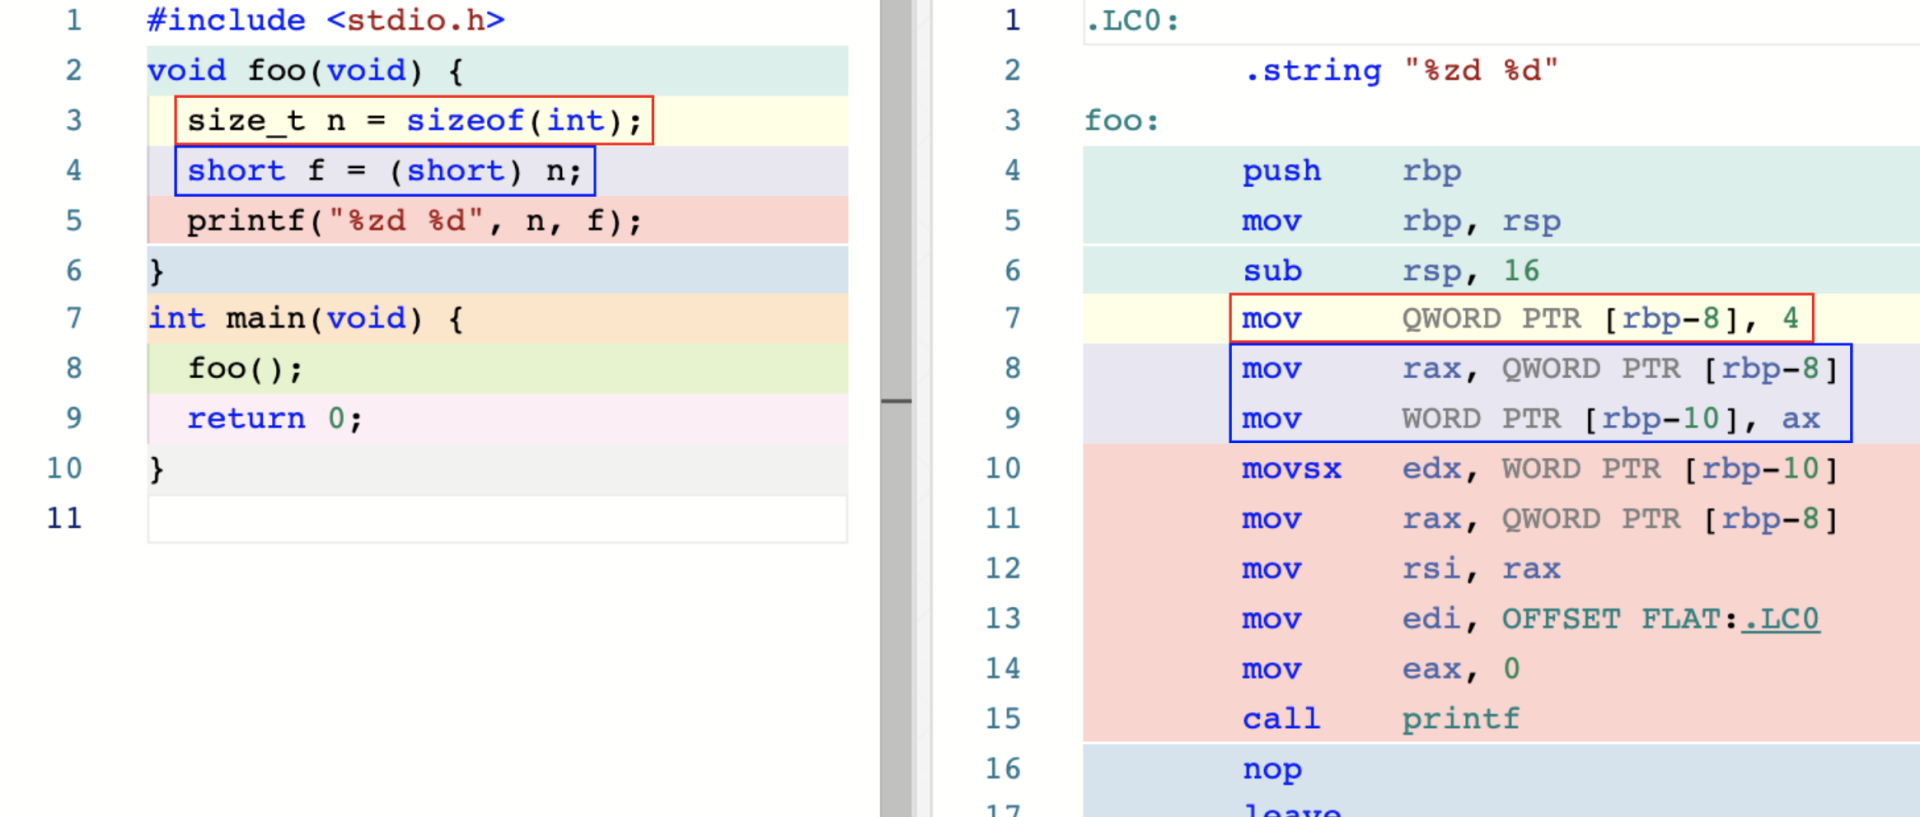 1 #include <stdio.h>
2 void foo(void) {
3 size_t n = sizeof(int);
4 short f = (short) n;
5 printf("%zd %d", n, f);
6 }
7 int main(void) {
8 foo();
9 return 0;
10 }
11
1 .LC0:
2 .string "%zd %d"
3 foo:
4 push rbp
5 mov rbp, rsp
6 sub rsp, 16
7 mov QWORD PTR [rbp-8], 4
8 mov rax, QWORD PTR [rbp-8]
9 mov WORD PTR [rbp-10], ax
10 movsx edx, WORD PTR [rbp-10]
11 mov rax, QWORD PTR [rbp-8]
12 mov rsi, rax
13 mov edi, OFFSET FLAT:.LC0
14 mov eax, 0
15 call printf
16 nop
17 leave